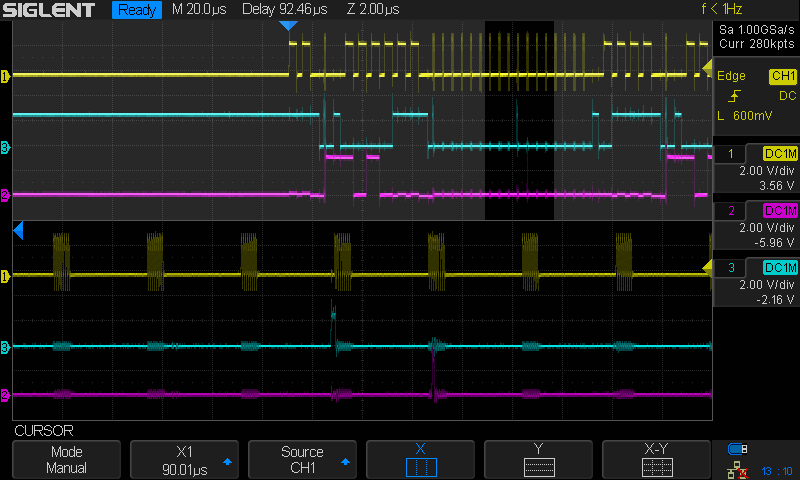 SIGLENT Ready M 20.0µs Delay 92.46µs Z 2.00µs f < 1Hz
Sa 1.00GSa/s
Curr 280kpts
Edge CH1
DC
L 600mV
1 DC1M
2.00 V/div
3.56 V
2 DC1M
2.00 V/div
-5.96 V
3 DC1M
2.00 V/div
-2.16 V
1
3
2
1
3
2
CURSOR
Mode
Manual
X1
90.01µs
Source
CH1
X
Y
X-Y
13:10